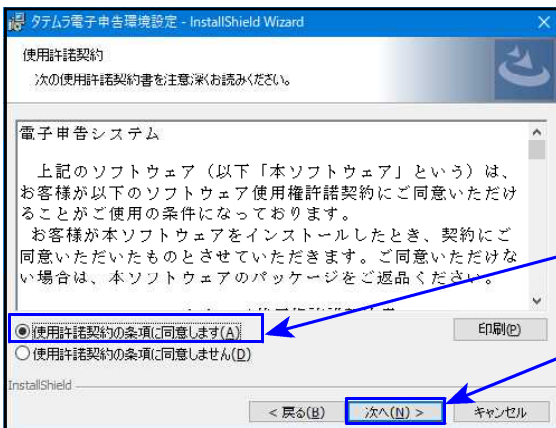 タテムラ電子申告環境設定 - InstallShield Wizard
使用許諾契約
次の使用許諾契約書を注意深くお読みください。
電子申告システム
上記のソフトウェア（以下「本ソフトウェア」という）は、
お客様が以下のソフトウェア使用権許諾契約にご同意いただけ
ることがご使用の条件になっております。
お客様が本ソフトウェアをインストールしたとき、契約にご
同意いただいたものとさせていただきます。ご同意いただけな
い場合は、本ソフトウェアのパッケージをご返品ください。
使用許諾契約の条項に同意します(A)
印刷(P)
使用許諾契約の条項に同意しません(D)
InstallShield
< 戻る(B)
次へ(N) >
キャンセル